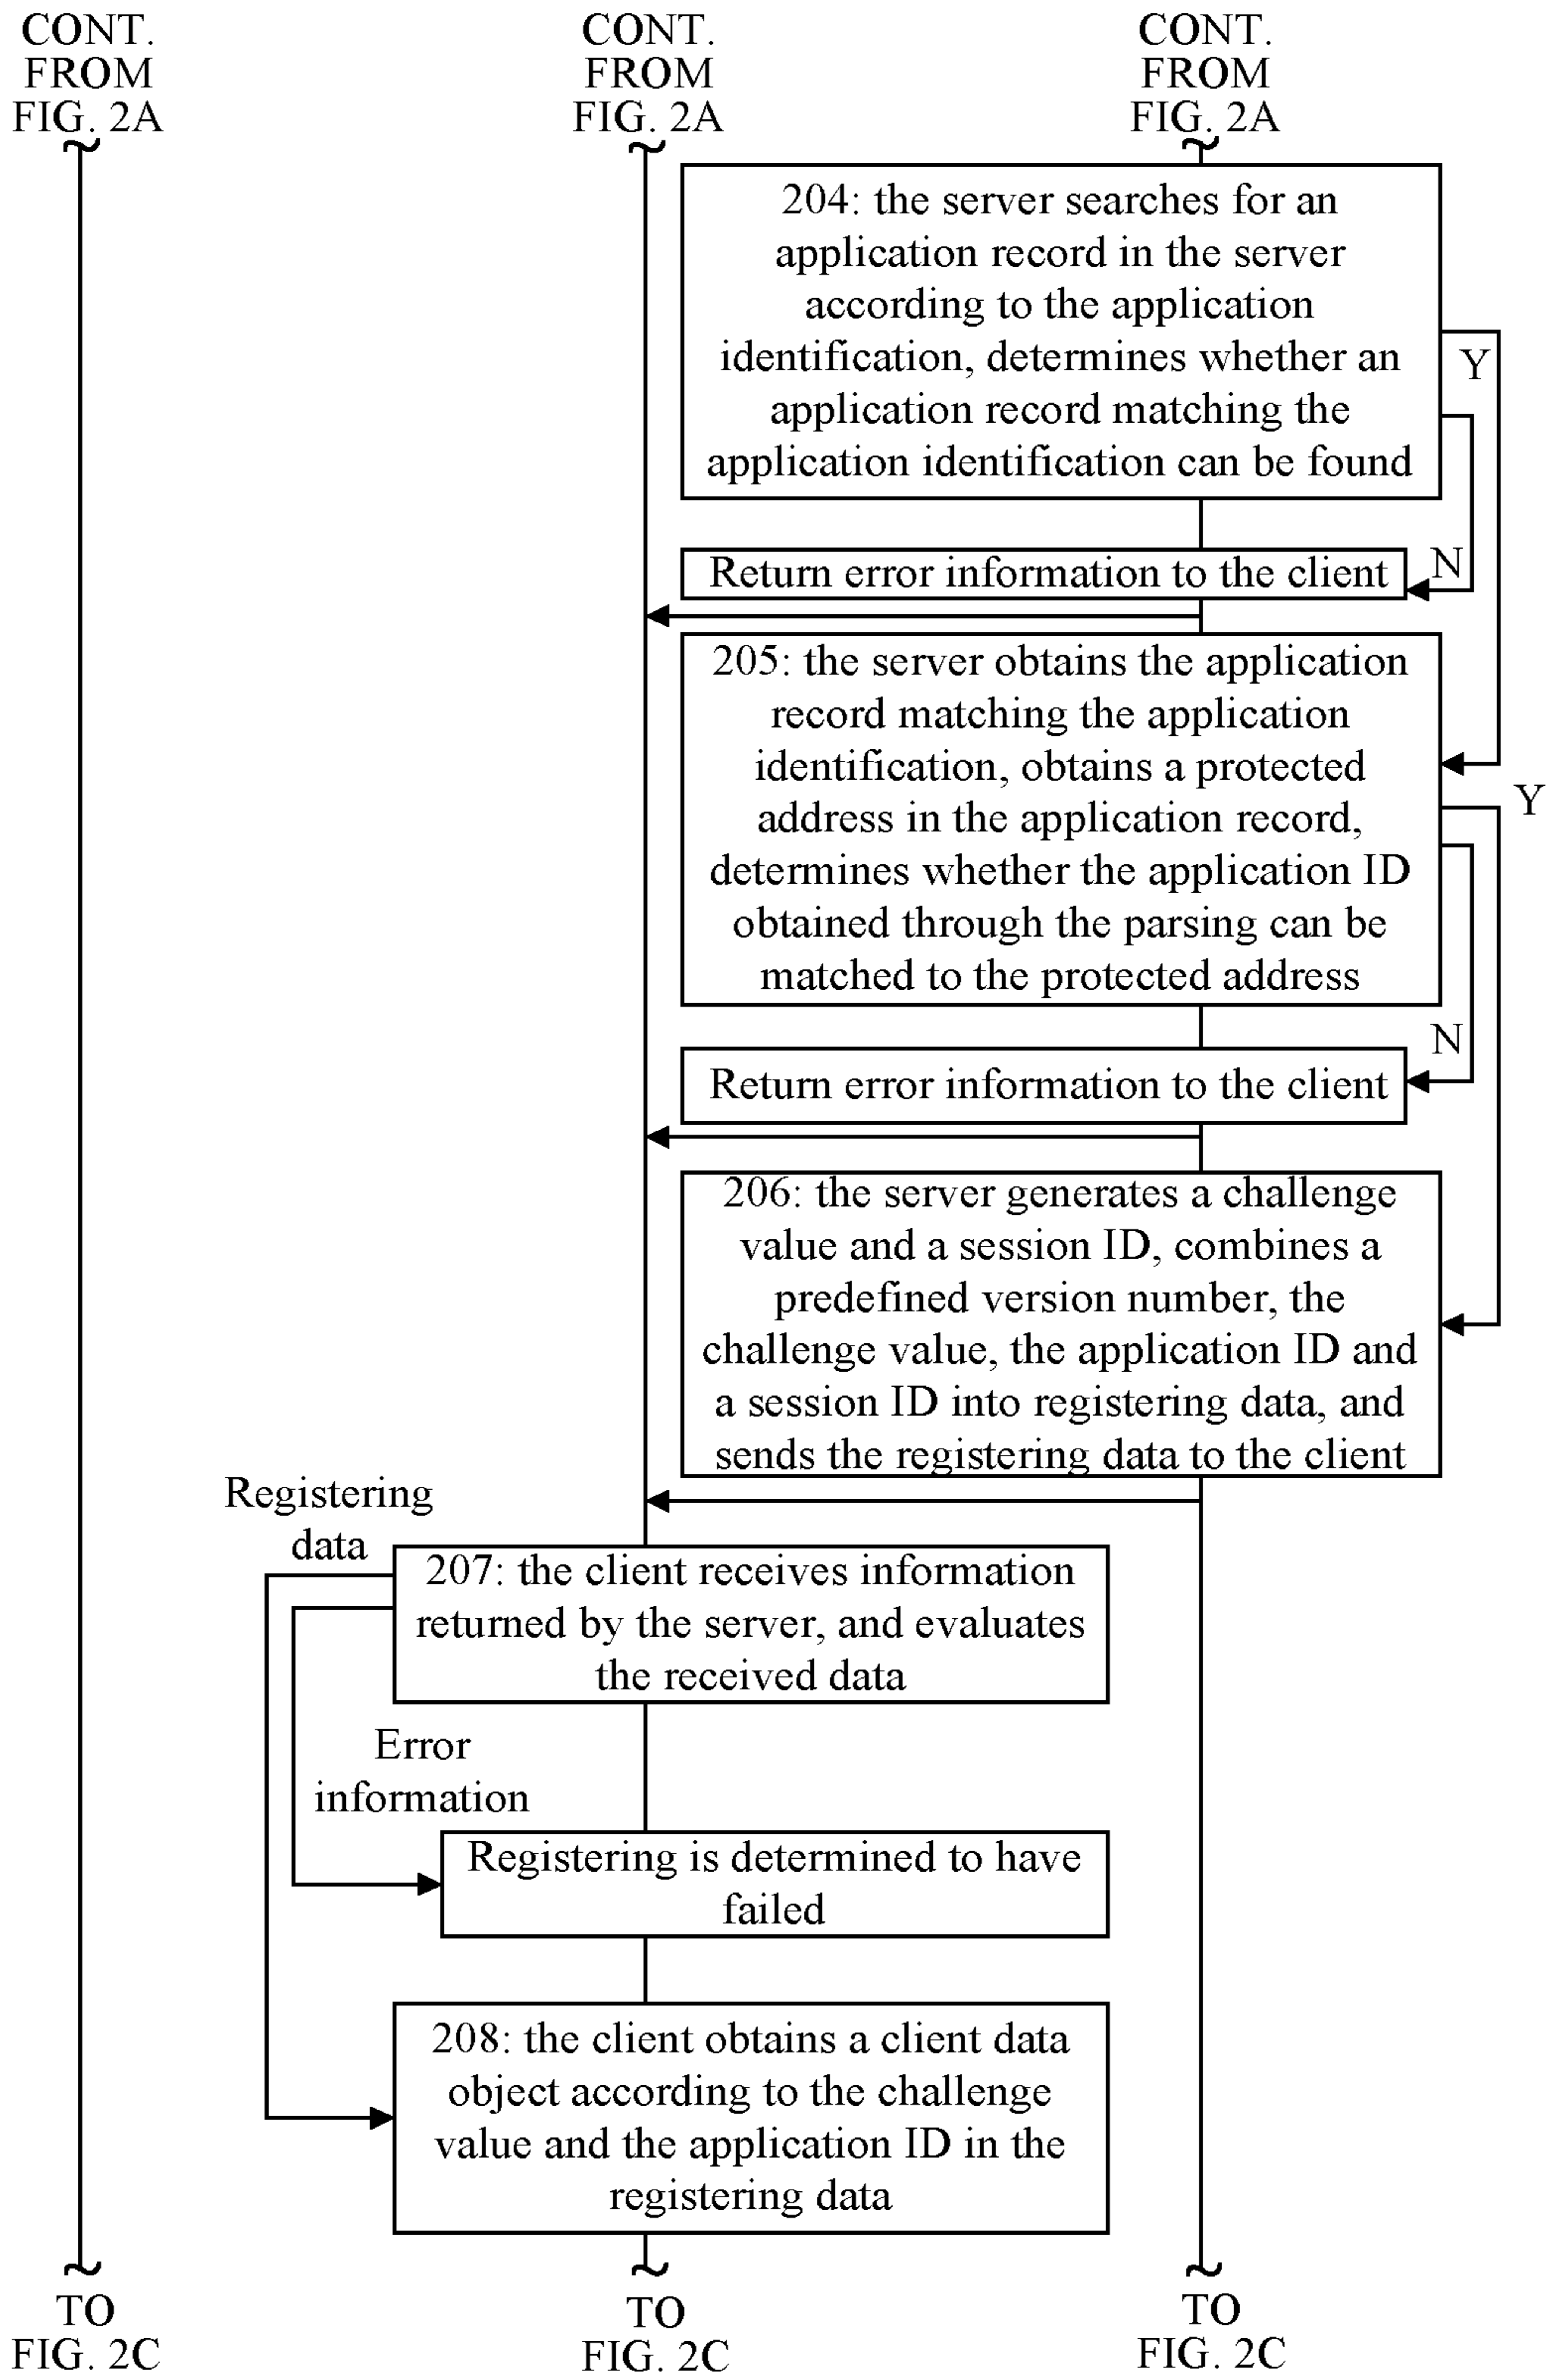 CONT.
FROM
FIG. 2A
CONT.
FROM
FIG. 2A
CONT.
FROM
FIG. 2A
204: the server searches for an
application record in the server
according to the application
identification, determines whether an
application record matching the
application identification can be found
Y
N
Return error information to the client
205: the server obtains the application
record matching the application
identification, obtains a protected
address in the application record,
determines whether the application ID
obtained through the parsing can be
matched to the protected address
Y
N
Return error information to the client
206: the server generates a challenge
value and a session ID, combines a
predefined version number, the
challenge value, the application ID and
a session ID into registering data, and
sends the registering data to the client
Registering
data
207: the client receives information
returned by the server, and evaluates
the received data
Error
information
Registering is determined to have
failed
208: the client obtains a client data
object according to the challenge
value and the application ID in the
registering data
TO
FIG. 2C
TO
FIG. 2C
TO
FIG. 2C